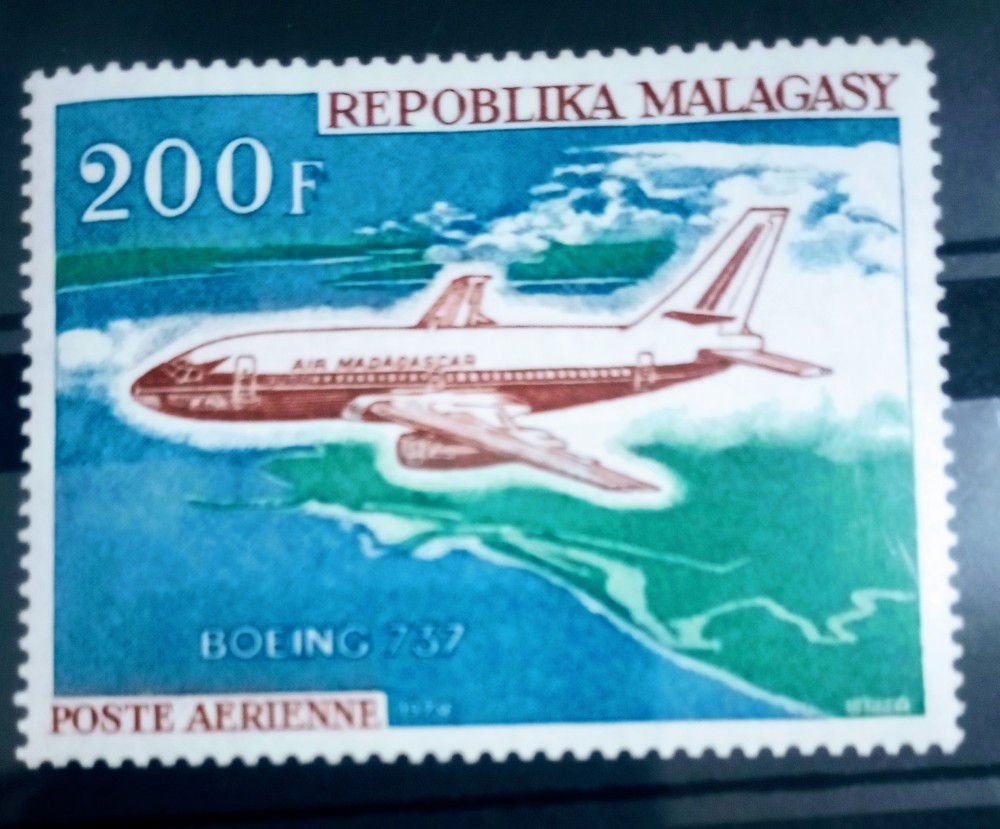 REPOBLIKA MALAGASY
200F
AIR MADAGASCAR
BOEING 737
POSTE AERIENNE